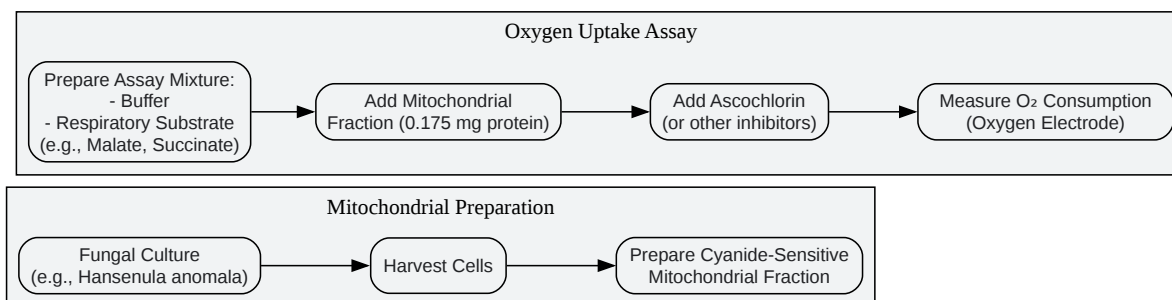 Oxygen Uptake Assay
Prepare Assay Mixture:
- Buffer
- Respiratory Substrate
(e.g., Malate, Succinate)
Add Mitochondrial
Fraction (0.175 mg protein)
Add Ascochlorin
(or other inhibitors)
Measure O₂ Consumption
(Oxygen Electrode)
Mitochondrial Preparation
Fungal Culture
(e.g., Hansenula anomala)
Harvest Cells
Prepare Cyanide-Sensitive
Mitochondrial Fraction